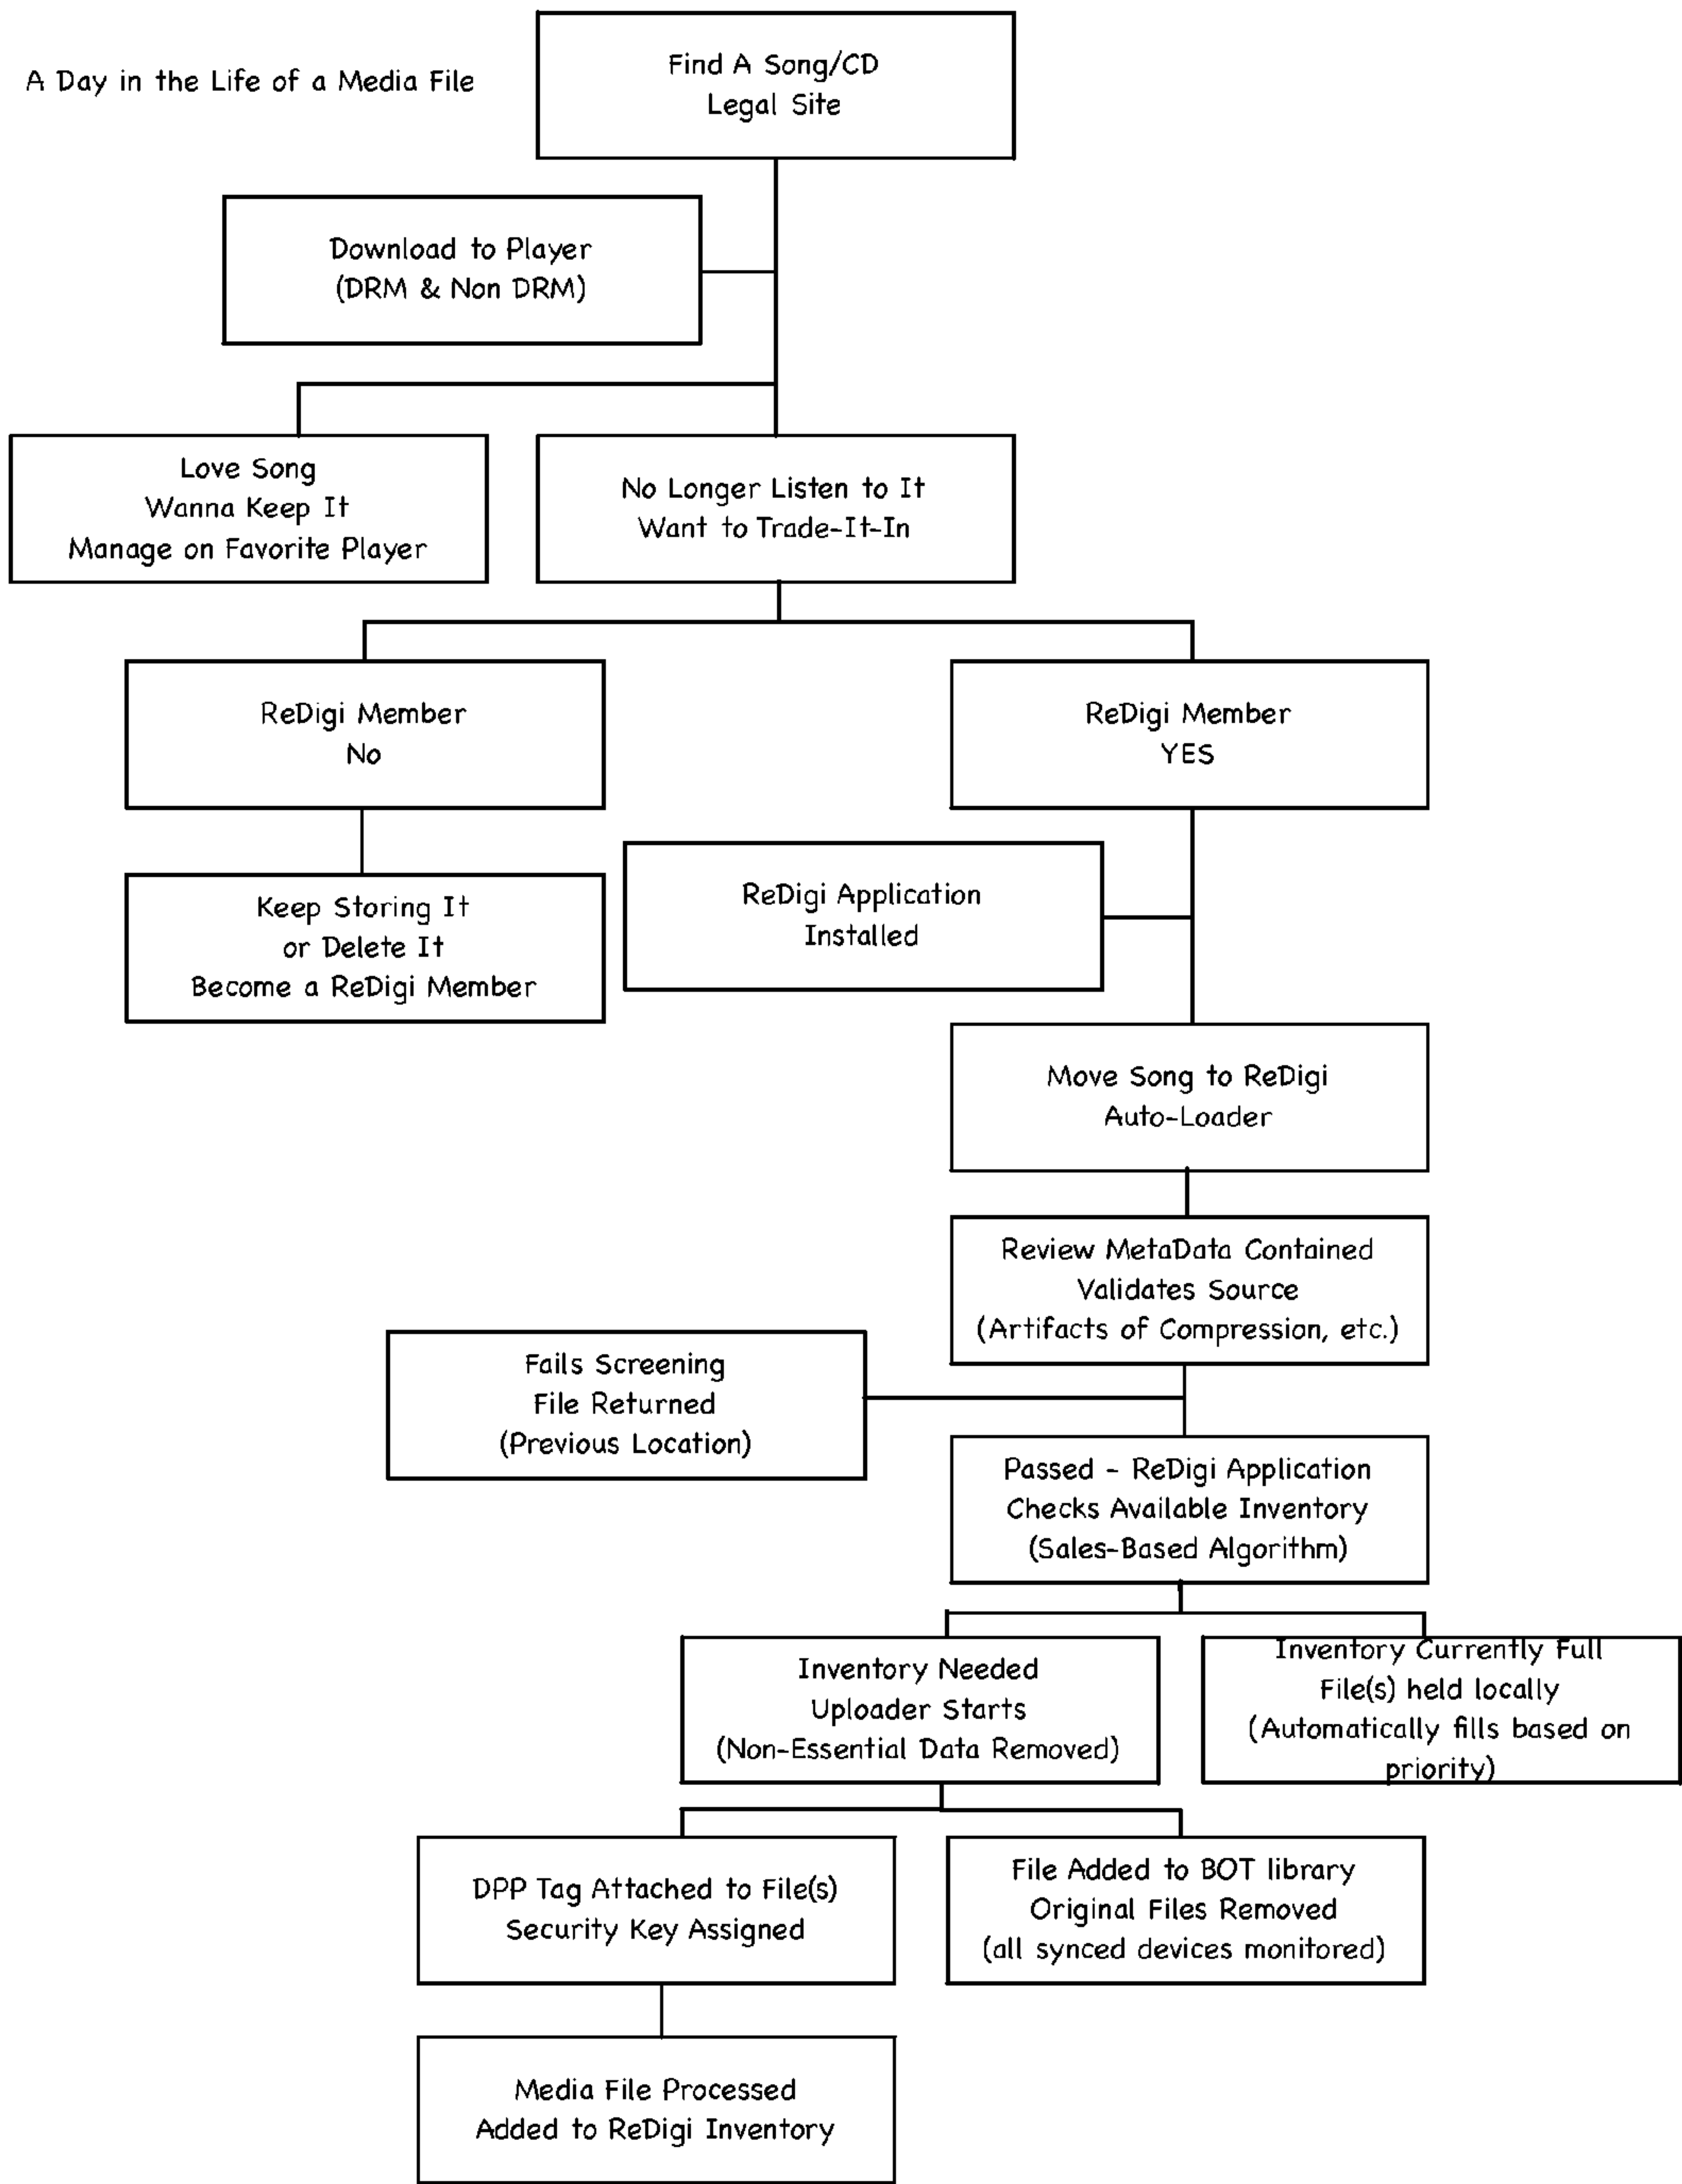 A Day in the Life of a Media File
Find A Song/CD
Legal Site
Download to Player
(DRM & Non DRM)
Love Song
Wanna Keep It
Manage on Favorite Player
No Longer Listen to It
Want to Trade-It-In
ReDigi Member
No
ReDigi Member
YES
Keep Storing It
or Delete It
Become a ReDigi Member
ReDigi Application
Installed
Move Song to ReDigi
Auto-Loader
Review MetaData Contained
Validates Source
(Artifacts of Compression, etc.)
Fails Screening
File Returned
(Previous Location)
Passed - ReDigi Application
Checks Available Inventory
(Sales-Based Algorithm)
Inventory Needed
Uploader Starts
(Non-Essential Data Removed)
Inventory Currently Full
File(s) held locally
(Automatically fills based on
priority)
DPP Tag Attached to File(s)
Security Key Assigned
File Added to BOT library
Original Files Removed
(all synced devices monitored)
Media File Processed
Added to ReDigi Inventory